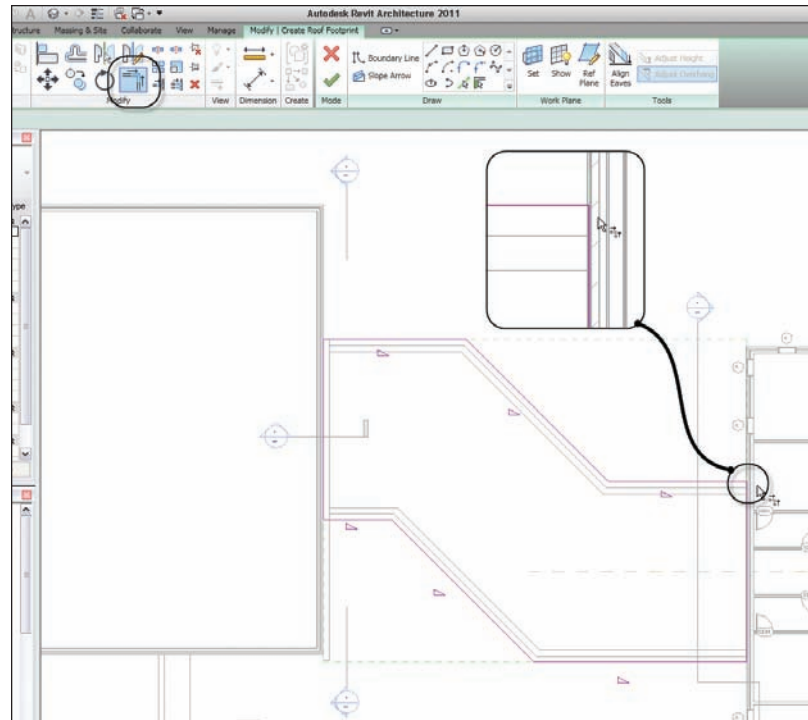 Autodesk Revit Architecture 2011
ructure Massing & Site Collaborate View Manage Modify | Create Roof Footprint
Boundary Line
Slope Arrow
Set Show Ref Plane Align Eaves
Adjust Height
Adjust Overhang
Modify View Dimension Create Mode Draw Work Plane Tools
ype